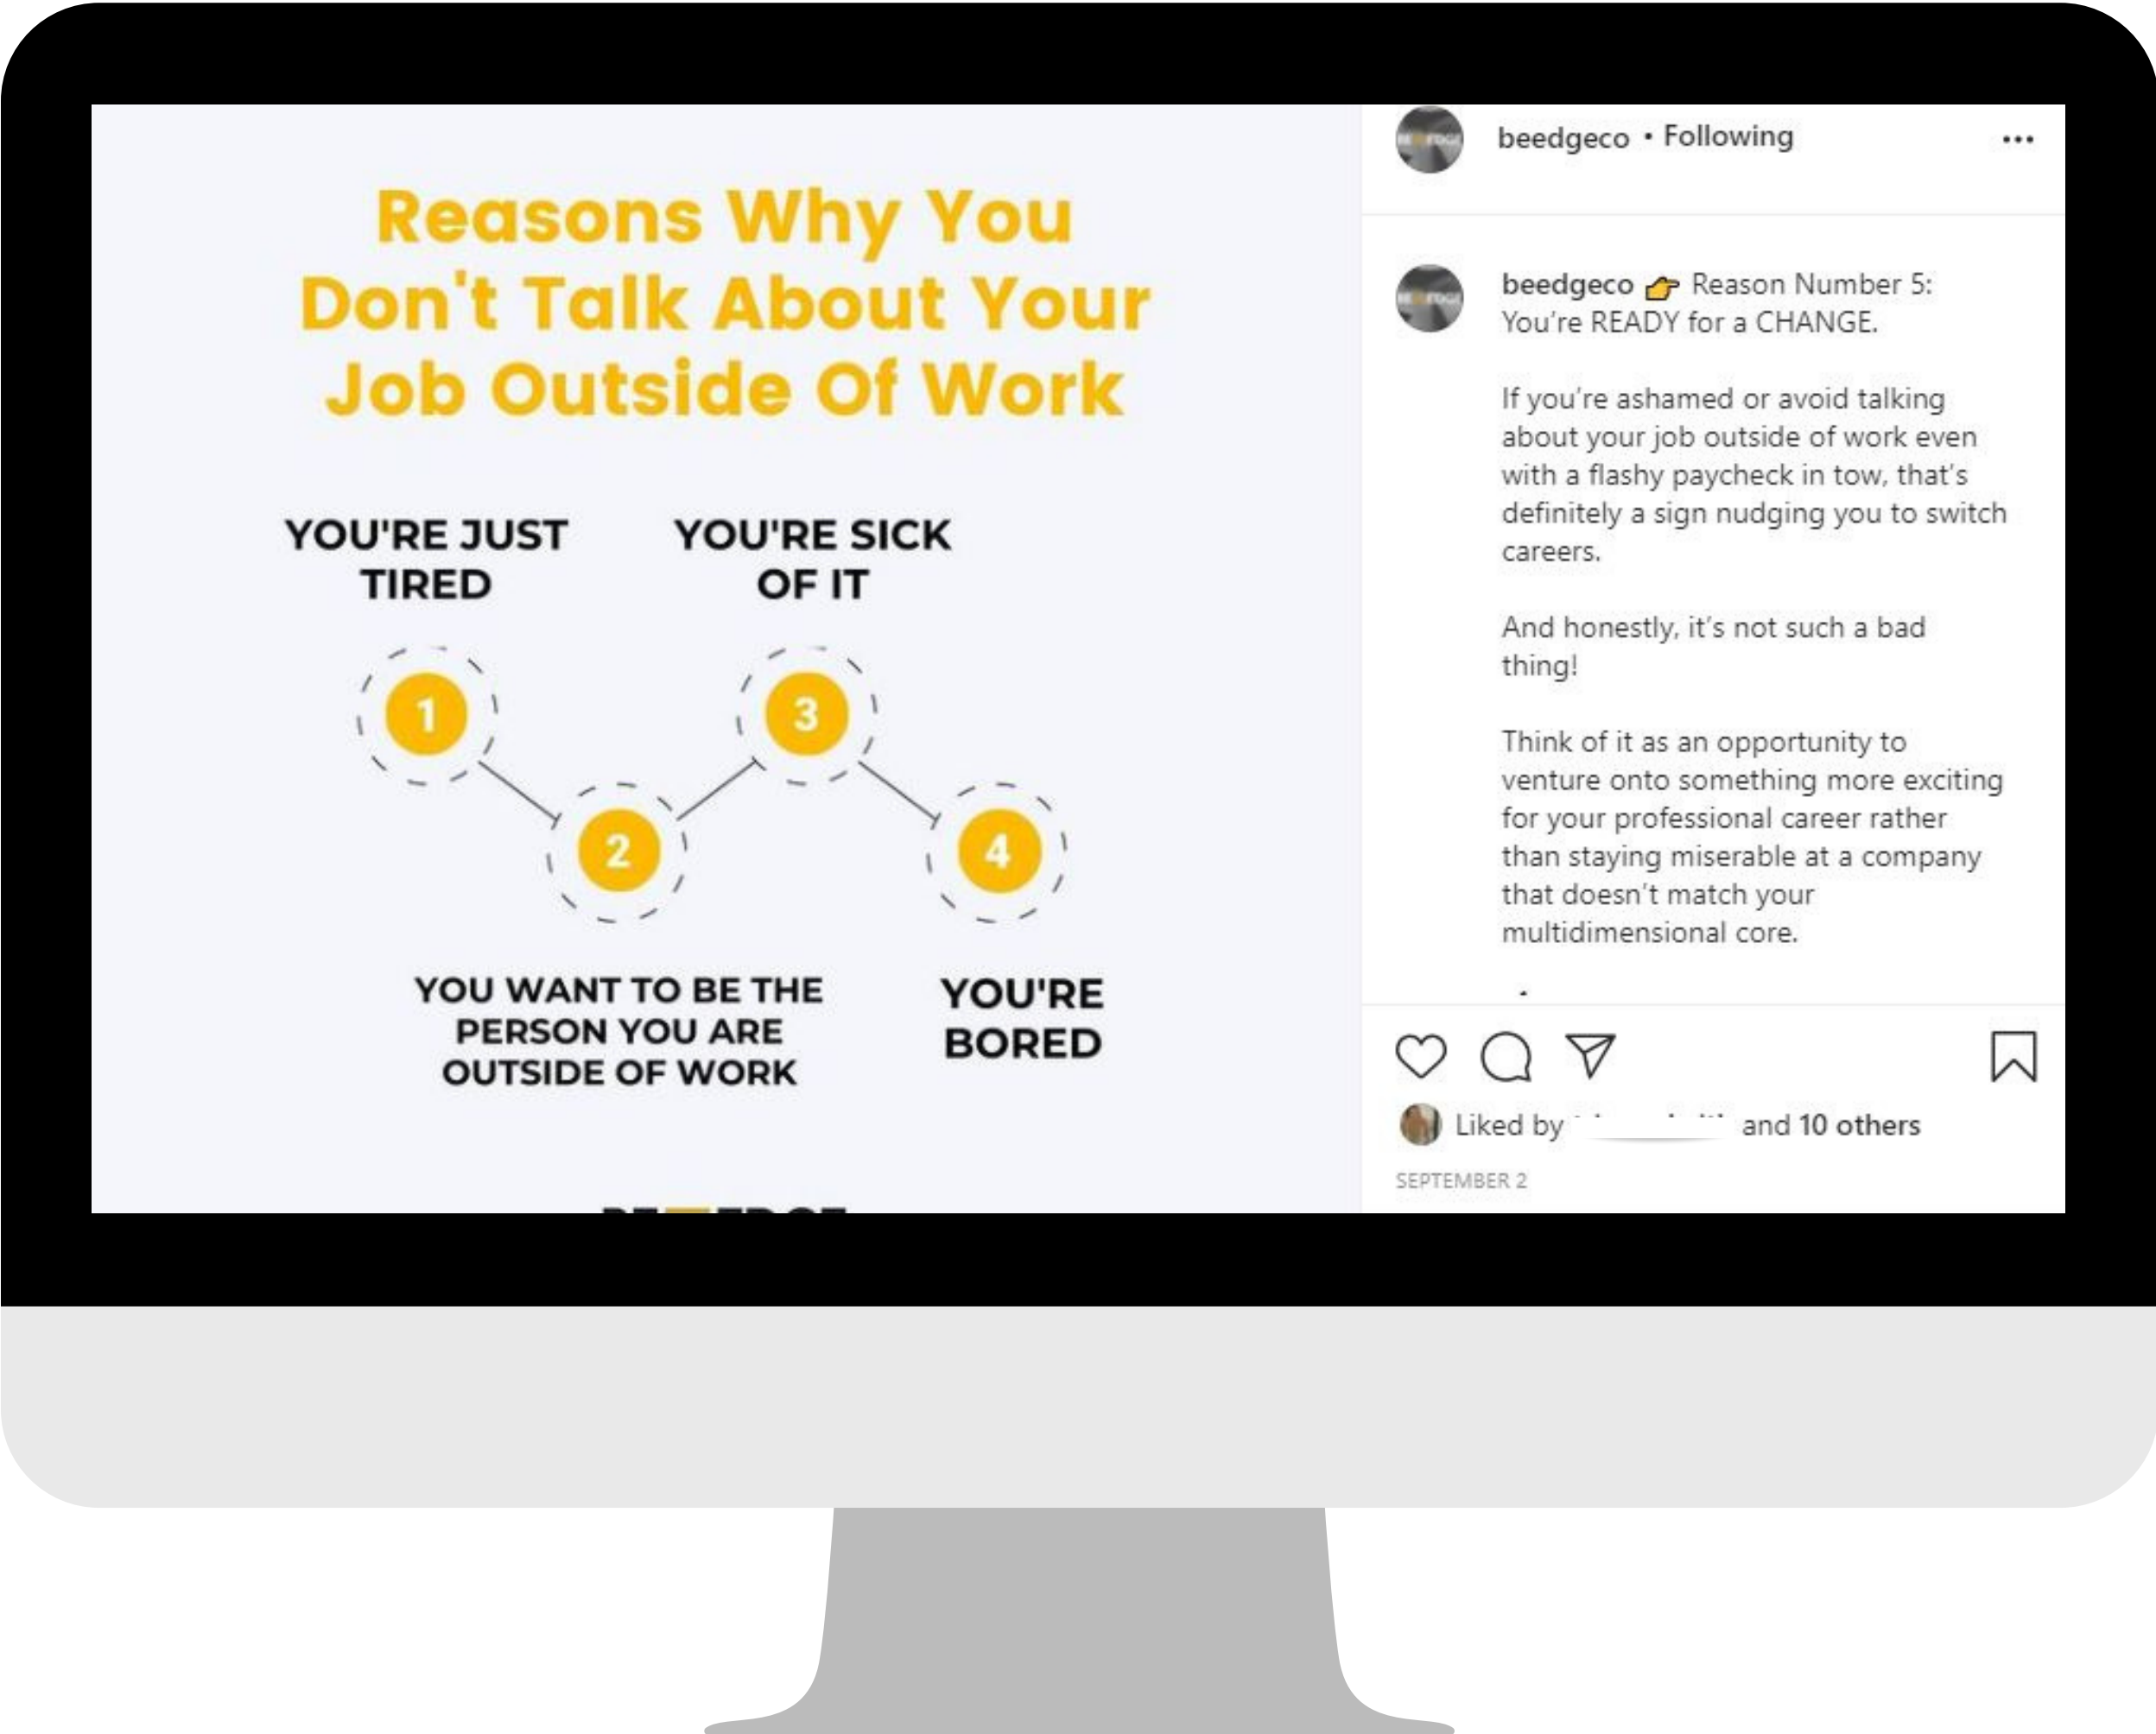 Reasons Why You
Don't Talk About Your
Job Outside Of Work
YOU'RE JUST
TIRED
YOU'RE SICK
OF IT
1
3
2
4
YOU WANT TO BE THE
PERSON YOU ARE
OUTSIDE OF WORK
YOU'RE
BORED
beedgeco • Following
beedgeco 👉 Reason Number 5:
You’re READY for a CHANGE.
If you’re ashamed or avoid talking
about your job outside of work even
with a flashy paycheck in tow, that’s
definitely a sign nudging you to switch
careers.
And honestly, it’s not such a bad
thing!
Think of it as an opportunity to
venture onto something more exciting
for your professional career rather
than staying miserable at a company
that doesn’t match your
multidimensional core.
Liked by
and 10 others
SEPTEMBER 2